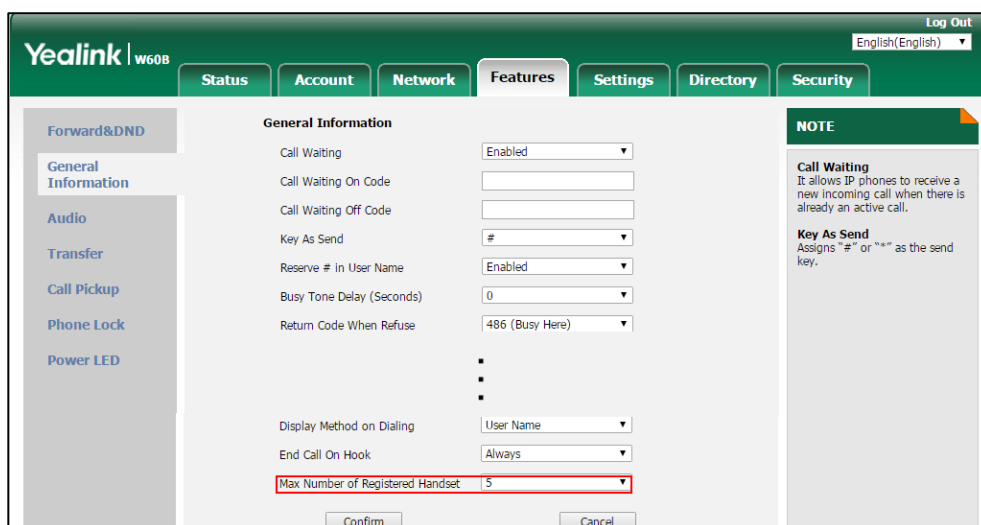 Log Out
Yealink | W60B
English(English)
Status Account Network Features Settings Directory Security
Forward&DND
General
Information
Audio
Transfer
Call Pickup
Phone Lock
Power LED
General Information
Call Waiting Enabled
Call Waiting On Code
Call Waiting Off Code
Key As Send #
Reserve # in User Name Enabled
Busy Tone Delay (Seconds) 0
Return Code When Refuse 486 (Busy Here)
Display Method on Dialing User Name
End Call On Hook Always
Max Number of Registered Handset 5
Confirm Cancel
NOTE
Call Waiting
It allows IP phones to receive a
new incoming call when there is
already an active call.
Key As Send
Assigns "#" or "*" as the send
key.